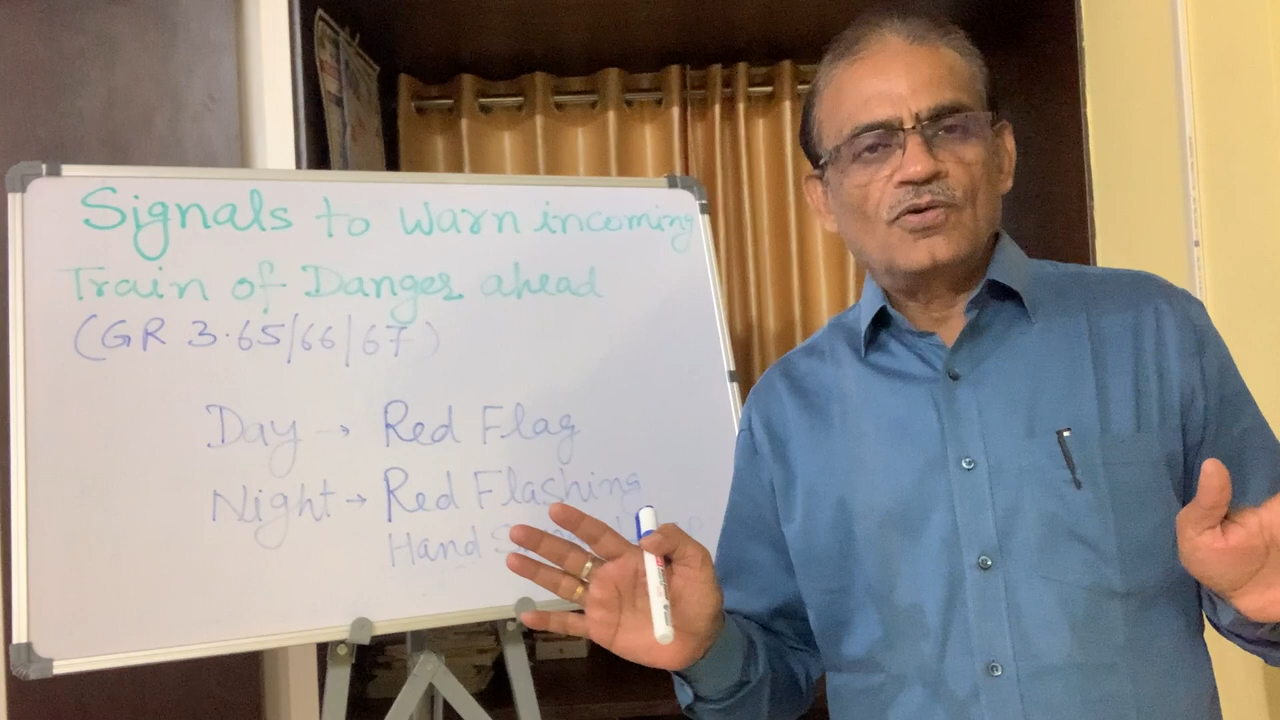 Signals to warn incoming
Train of Danger ahead
(GR 3.65/66/67)
Day → Red Flag
Night → Red Flashing
Hand